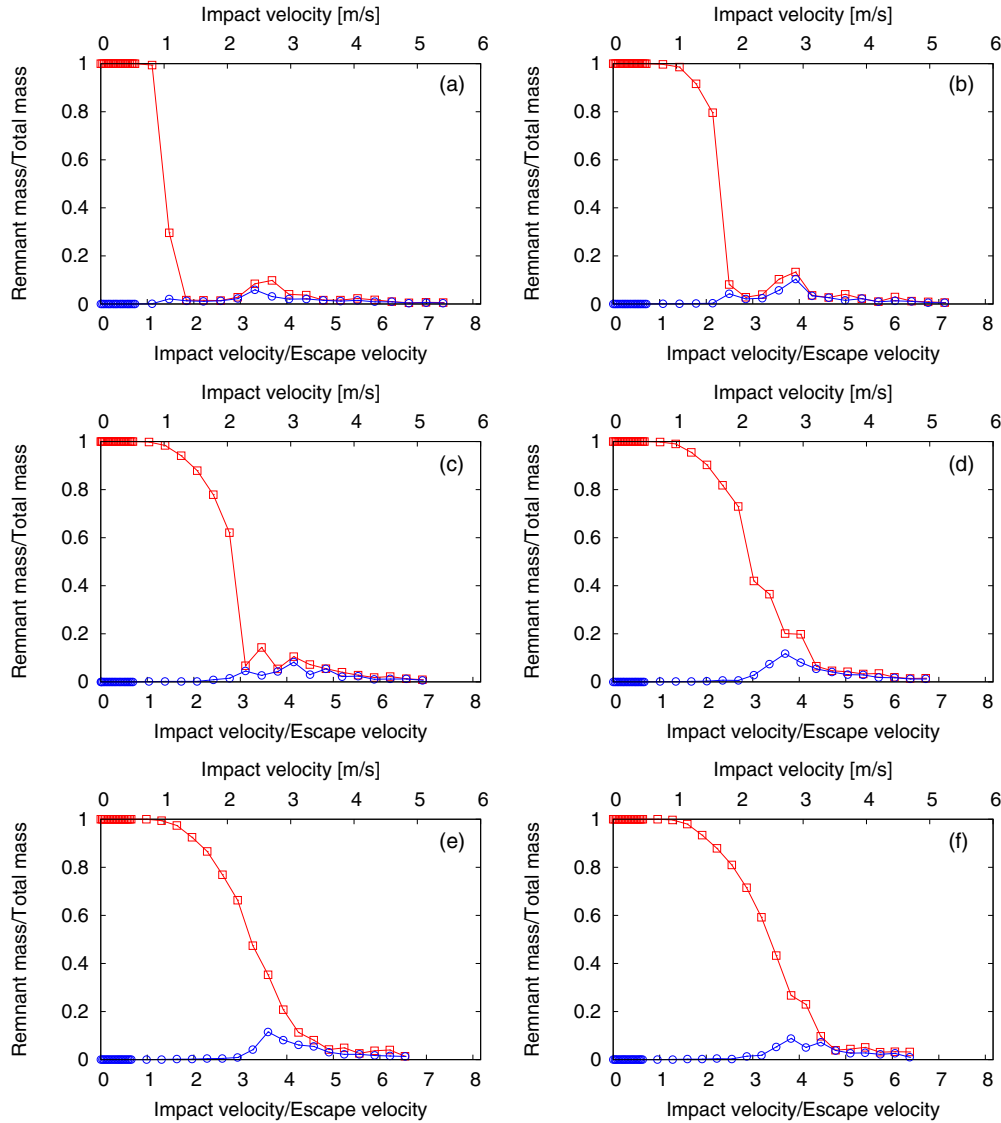 Impact velocity [m/s]
0 1 2 3 4 5 6
Remnant mass/Total mass
1
0.8
0.6
0.4
0.2
0
(a)
0 1 2 3 4 5 6 7 8
Impact velocity/Escape velocity
Impact velocity [m/s]
0 1 2 3 4 5 6
Remnant mass/Total mass
1
0.8
0.6
0.4
0.2
0
(b)
0 1 2 3 4 5 6 7 8
Impact velocity/Escape velocity
Impact velocity [m/s]
0 1 2 3 4 5 6
Remnant mass/Total mass
1
0.8
0.6
0.4
0.2
0
(c)
0 1 2 3 4 5 6 7 8
Impact velocity/Escape velocity
Impact velocity [m/s]
0 1 2 3 4 5 6
Remnant mass/Total mass
1
0.8
0.6
0.4
0.2
0
(d)
0 1 2 3 4 5 6 7 8
Impact velocity/Escape velocity
Impact velocity [m/s]
0 1 2 3 4 5 6
Remnant mass/Total mass
1
0.8
0.6
0.4
0.2
0
(e)
0 1 2 3 4 5 6 7 8
Impact velocity/Escape velocity
Impact velocity [m/s]
0 1 2 3 4 5 6
Remnant mass/Total mass
1
0.8
0.6
0.4
0.2
0
(f)
0 1 2 3 4 5 6 7 8
Impact velocity/Escape velocity